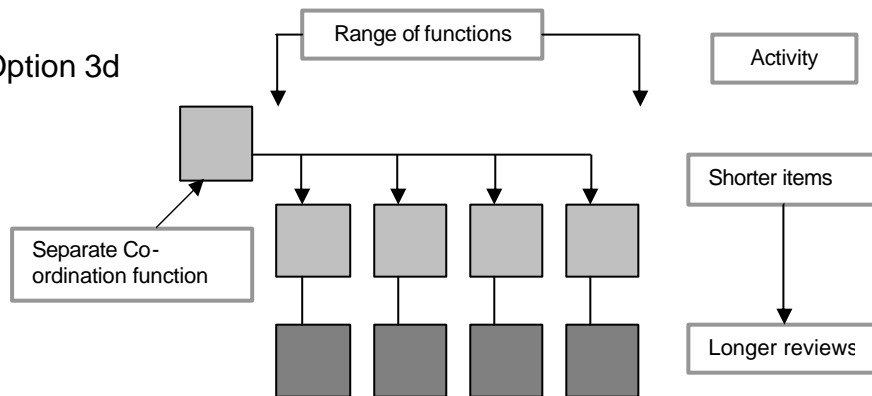 Range of functions
Option 3d
Activity
Shorter items
Separate Co-
ordination function
Longer reviews